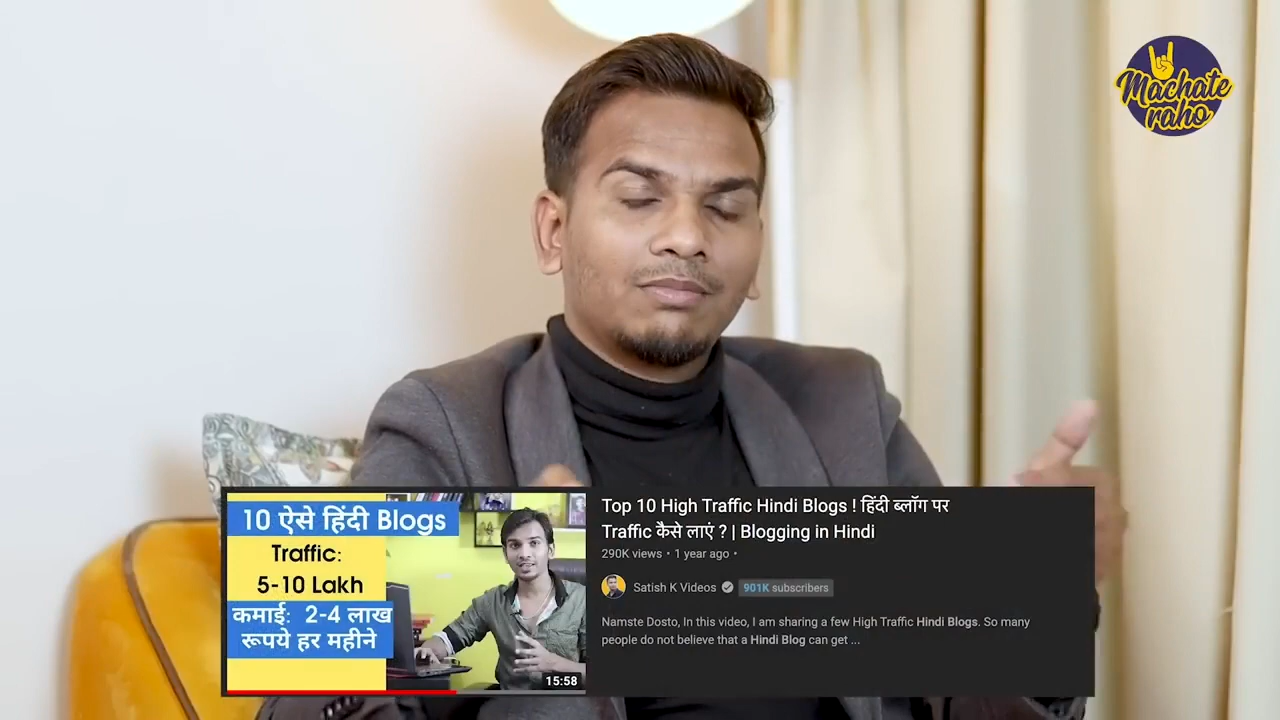 Machate
raho
10 ऐसे हिंदी Blogs
Traffic:
5-10 Lakh
कमाई: 2-4 लाख
रूपये हर महीने
15:58
Top 10 High Traffic Hindi Blogs ! हिंदी ब्लॉग पर
Traffic कैसे लाएं ? | Blogging in Hindi
290K views • 1 year ago •
Satish K Videos
901K subscribers
Namste Dosto, In this video, I am sharing a few High Traffic Hindi Blogs. So many
people do not believe that a Hindi Blog can get ...